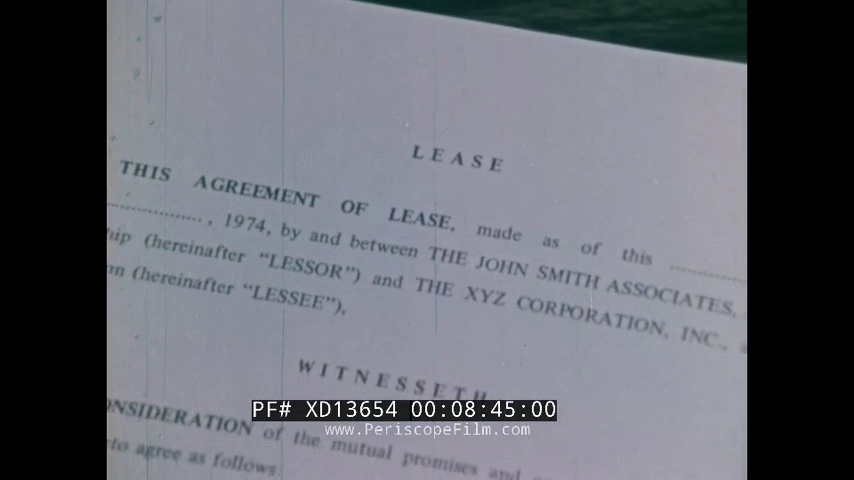 LEASE
THIS AGREEMENT OF LEASE, made as of this ..............
.................. , 1974, by and between THE JOHN SMITH ASSOCIATES,
(hereinafter "LESSOR") and THE XYZ CORPORATION, INC.,
(hereinafter "LESSEE"),
WITNESSETH
of the mutual promises and
to agree as follows.
PF# XD13654 00:08:45:00
www.PeriscopeFilm.com